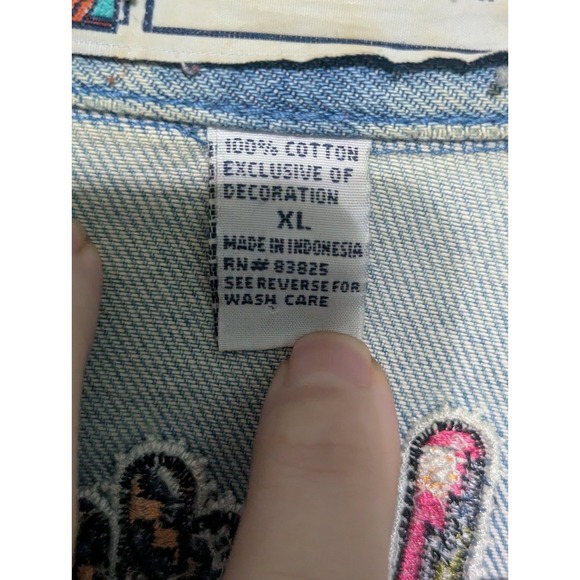 100% COTTON
EXCLUSIVE OF
DECORATION
XL
MADE IN INDONESIA
RN# 83825
SEE REVERSE FOR
WASH CARE